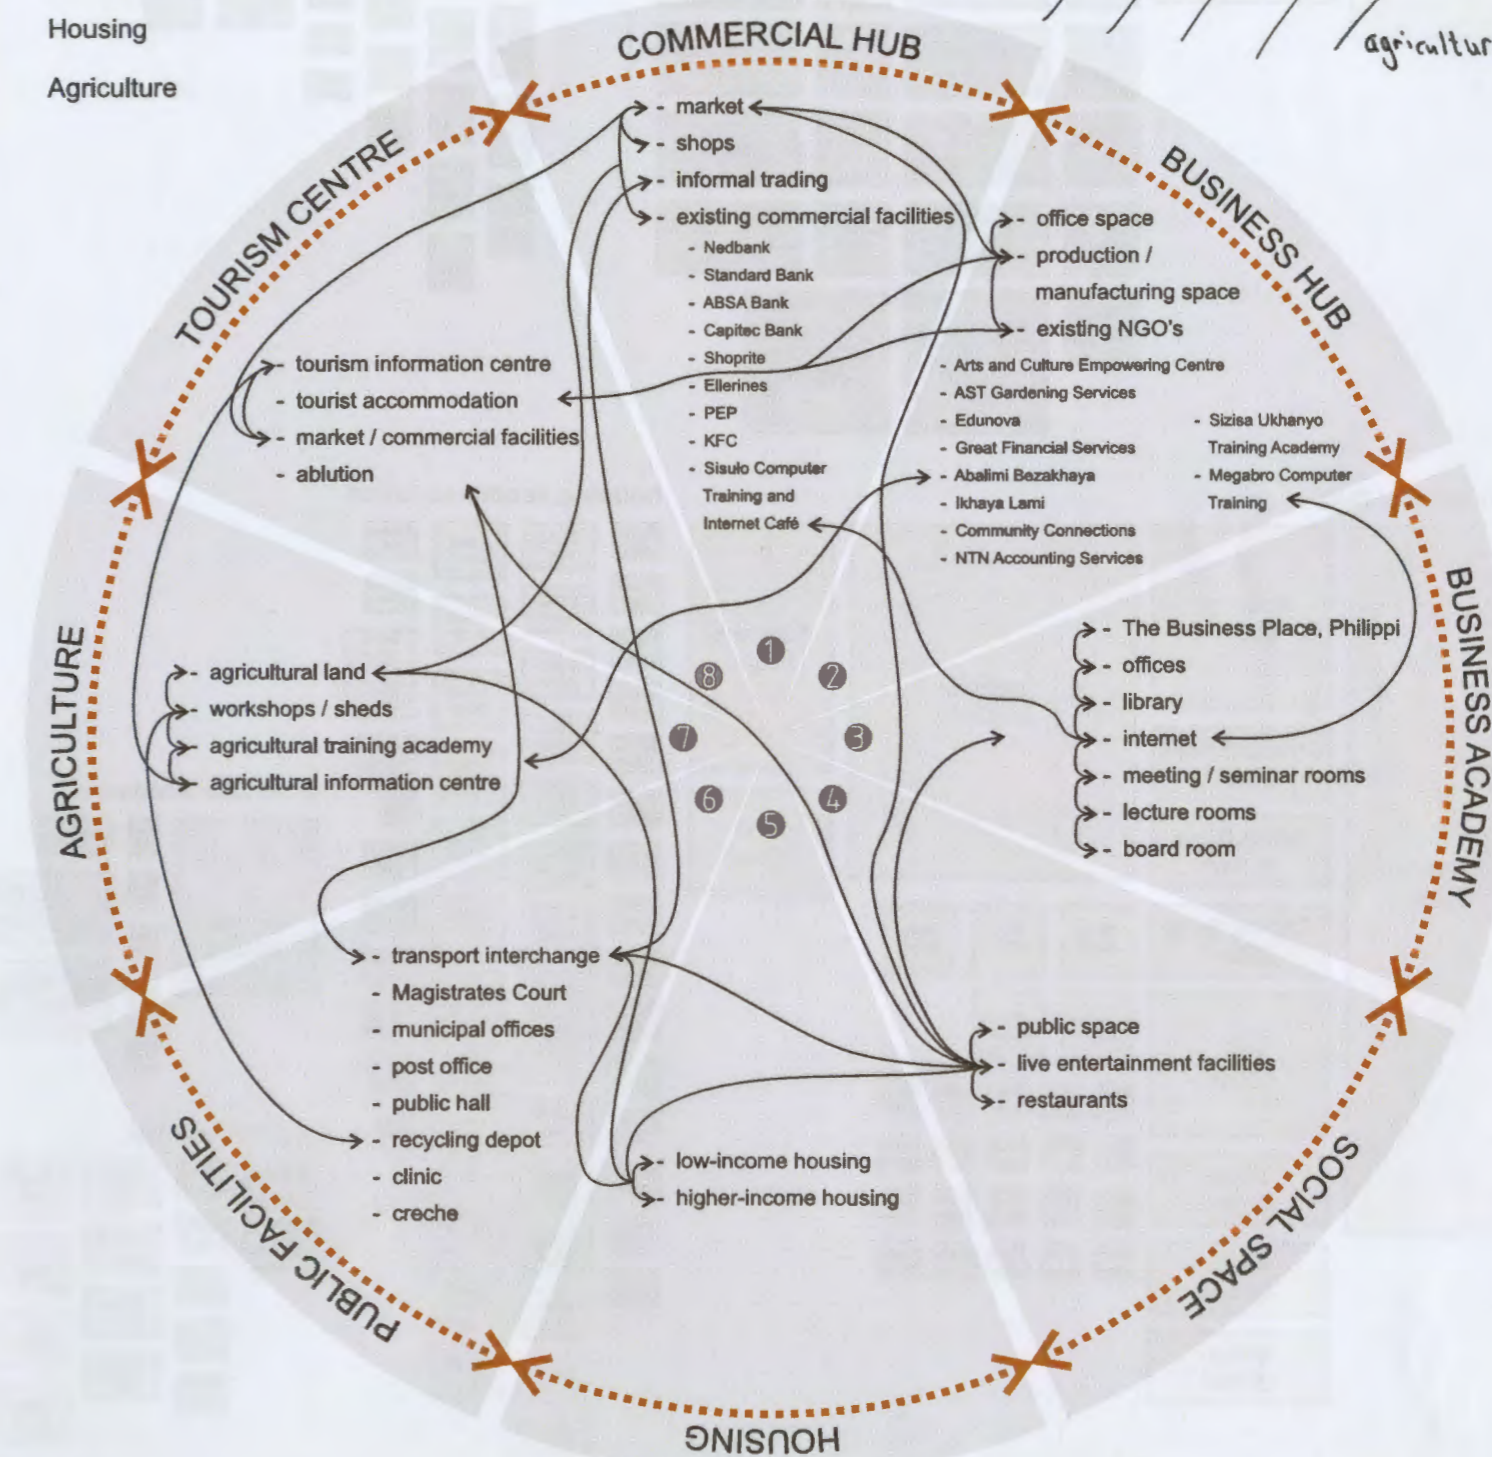 Housing
Agriculture
agricultur
COMMERCIAL HUB
- market
- shops
- informal trading
- existing commercial facilities
- Nedbank
- Standard Bank
- ABSA Bank
- Capitec Bank
- Shoprite
- Ellerines
- PEP
- KFC
- Sisulo Computer
Training and
Internet Café
BUSINESS HUB
- office space
- production /
manufacturing space
- existing NGO's
- Arts and Culture Empowering Centre
- AST Gardening Services
- Edunova
- Great Financial Services
- Abalimi Bezakhaya
- Ikhaya Lami
- Community Connections
- NTN Accounting Services
- Sizisa Ukhanyo
Training Academy
- Megabro Computer
Training
BUSINESS ACADEMY
- The Business Place, Philippi
- offices
- library
- internet
- meeting / seminar rooms
- lecture rooms
- board room
SOCIAL SPACE
- public space
- live entertainment facilities
- restaurants
HOUSING
- low-income housing
- higher-income housing
PUBLIC FACILITIES
- transport interchange
- Magistrates Court
- municipal offices
- post office
- public hall
- recycling depot
- clinic
- creche
AGRICULTURE
- agricultural land
- workshops / sheds
- agricultural training academy
- agricultural information centre
TOURISM CENTRE
- tourism information centre
- tourist accommodation
- market / commercial facilities
- ablution
1
2
3
4
5
6
7
8